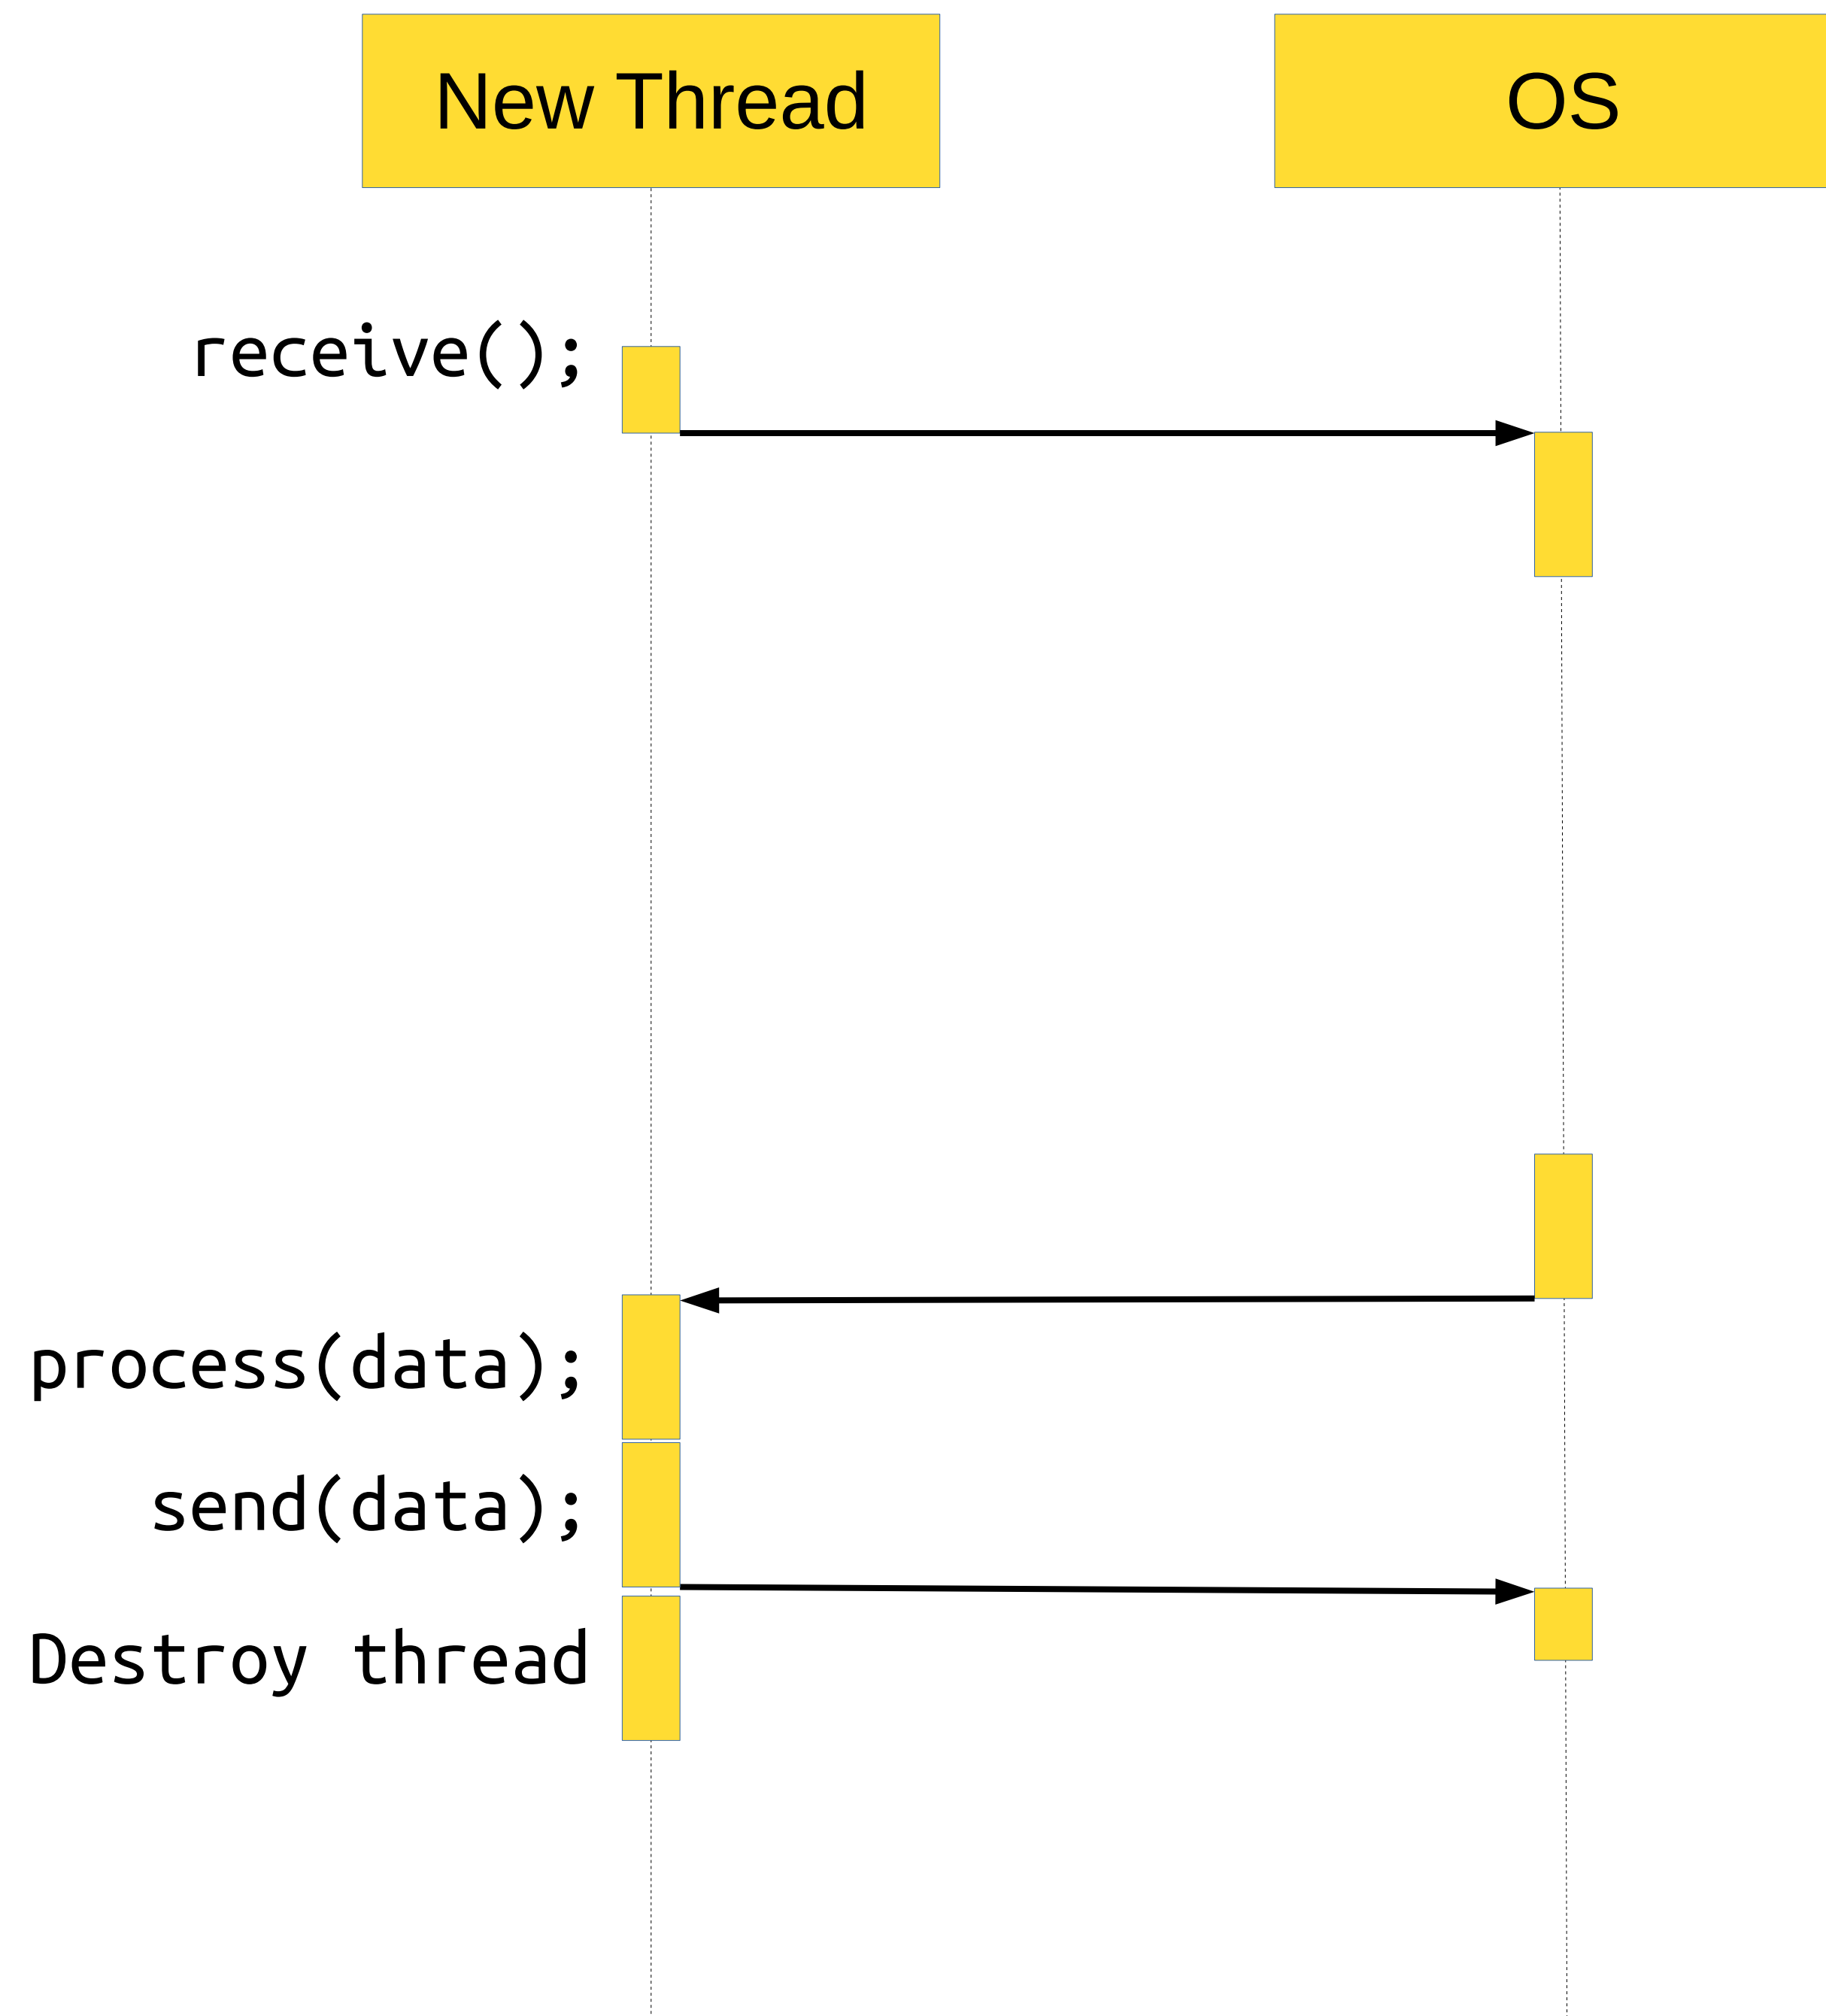 New Thread
OS
receive();
process(data);
send(data);
Destroy thread